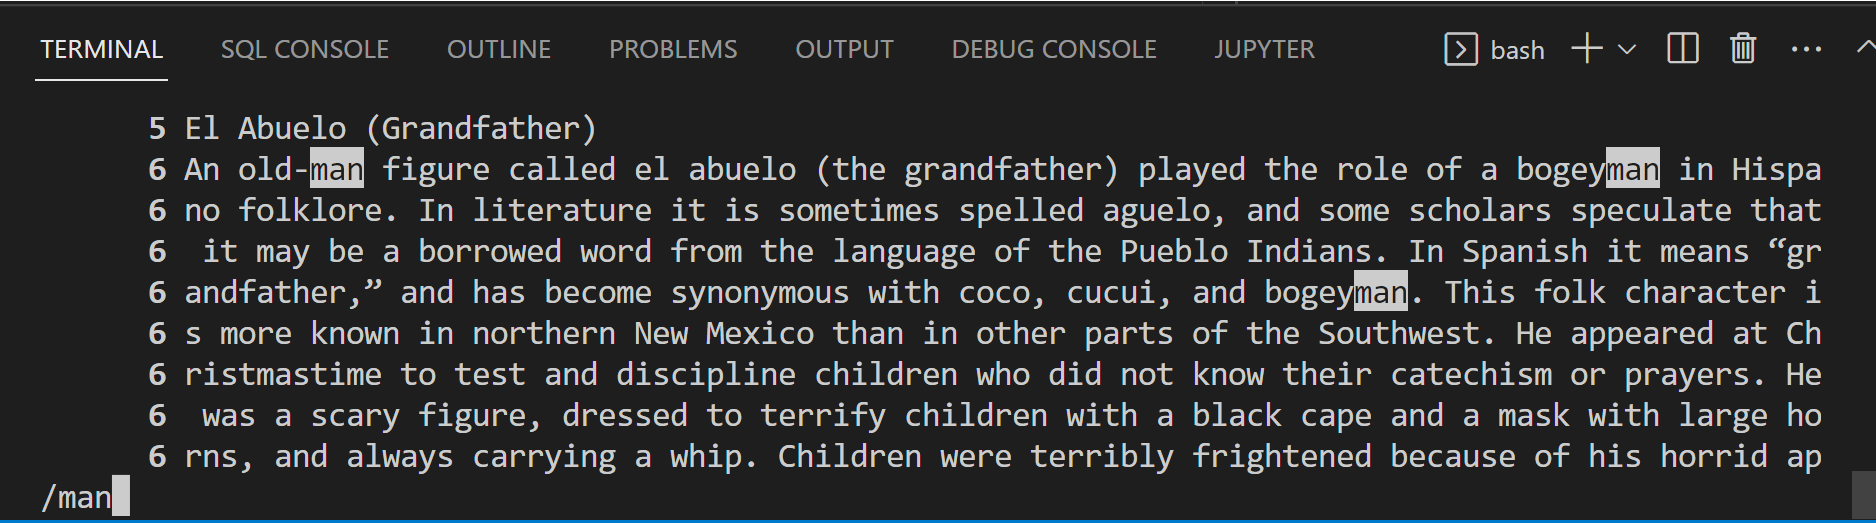 TERMINAL SQL CONSOLE OUTLINE PROBLEMS OUTPUT DEBUG CONSOLE JUPYTER bash
5 El Abuelo (Grandfather)
6 An old-man figure called el abuelo (the grandfather) played the role of a bogeyman in Hispa
6 no folklore. In literature it is sometimes spelled aguelo, and some scholars speculate that
6  it may be a borrowed word from the language of the Pueblo Indians. In Spanish it means “gr
6 andfather,” and has become synonymous with coco, cucui, and bogeyman. This folk character i
6 s more known in northern New Mexico than in other parts of the Southwest. He appeared at Ch
6 ristmastime to test and discipline children who did not know their catechism or prayers. He
6  was a scary figure, dressed to terrify children with a black cape and a mask with large ho
6 rns, and always carrying a whip. Children were terribly frightened because of his horrid ap
/man